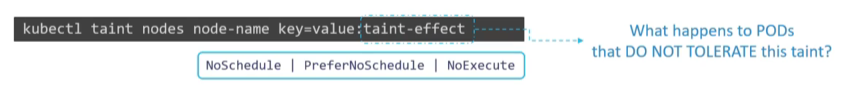 kubectl taint nodes node-name key=value:taint-effect
What happens to PODs
that DO NOT TOLERATE this taint?
NoSchedule | PreferNoSchedule | NoExecute